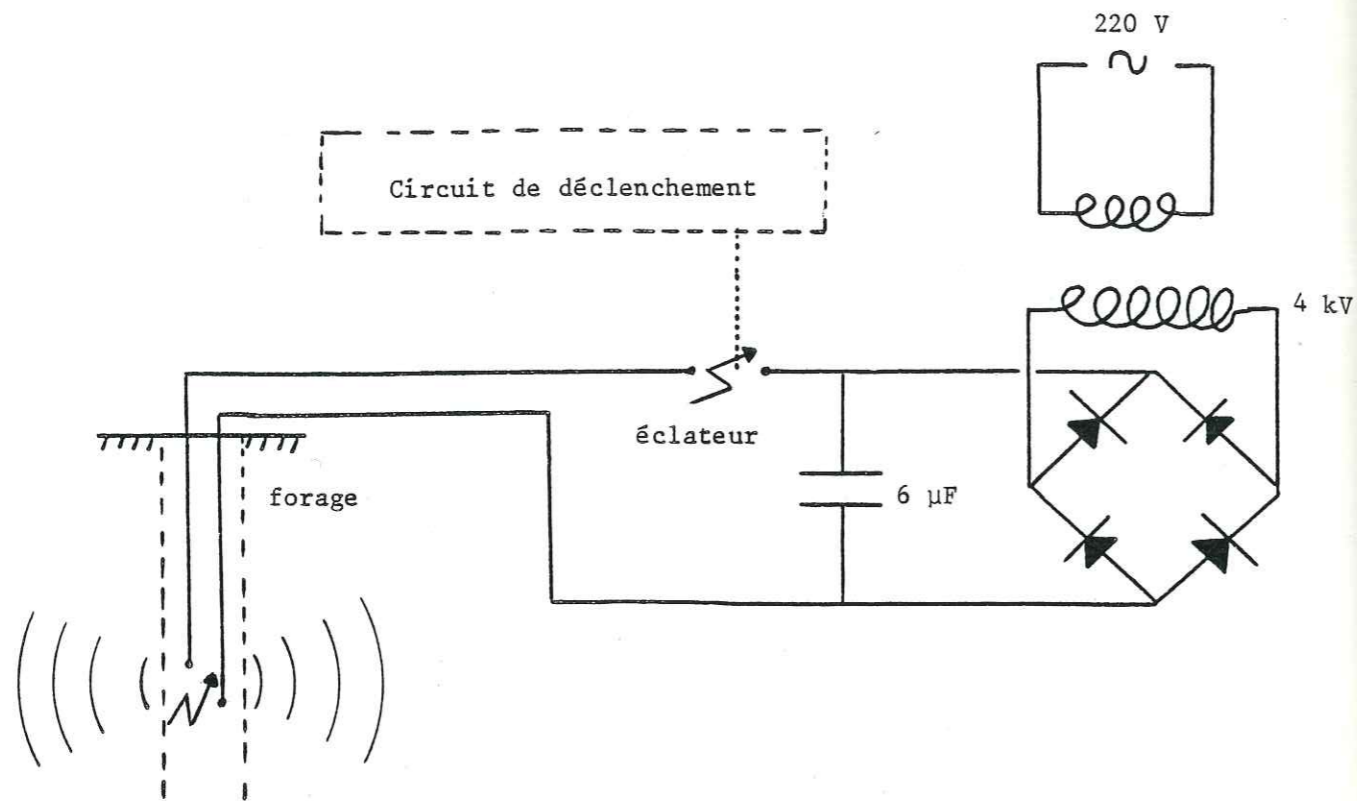 220 V
Circuit de déclenchement
4 kV
éclateur
forage
6 µF